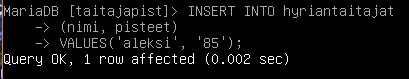 MariaDB [taitajapist]> INSERT INTO hyriantaitajat
    -> (nimi, pisteet)
    -> VALUES('aleksi', '85');
Query OK, 1 row affected (0.002 sec)